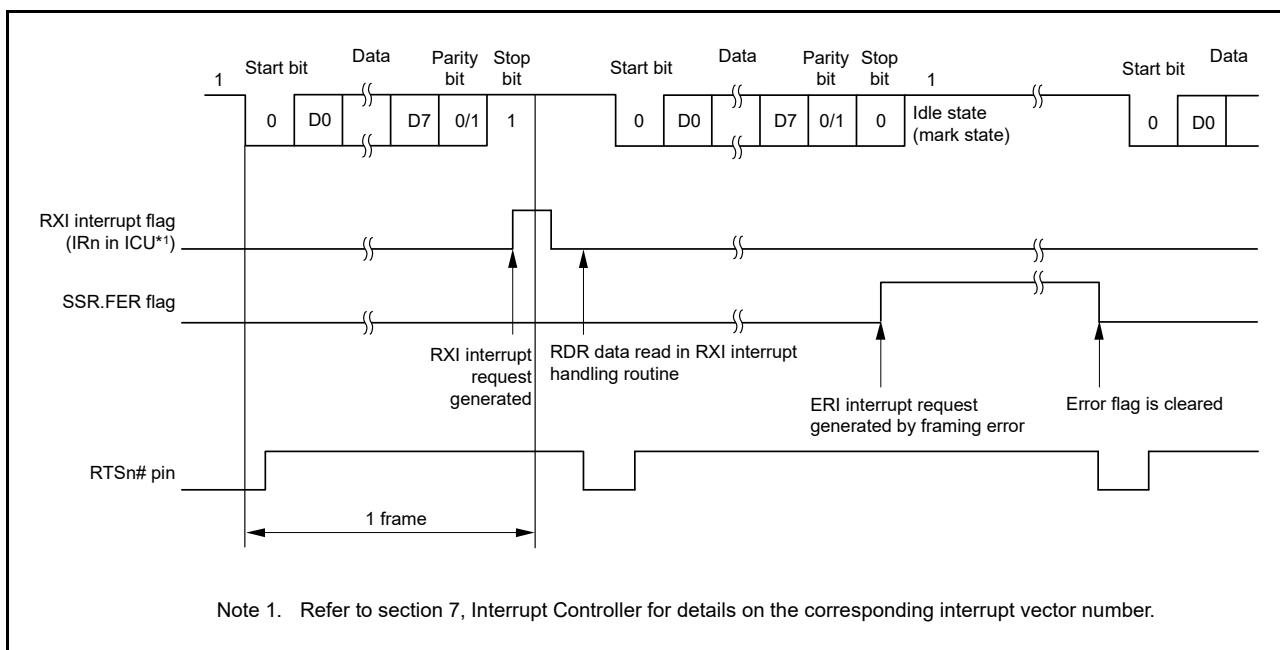 1 Start bit Data Parity bit Stop bit Start bit Data Parity bit Stop bit 1 Start bit Data
0 D0 D7 0/1 1 0 D0 D7 0/1 0 Idle state (mark state) 0 D0
RXI interrupt flag
(IRn in ICU*1)
SSR.FER flag
RXI interrupt
request
generated
RDR data read in RXI interrupt
handling routine
ERI interrupt request
generated by framing error
Error flag is cleared
RTSn# pin
1 frame
Note 1. Refer to section 7, Interrupt Controller for details on the corresponding interrupt vector number.